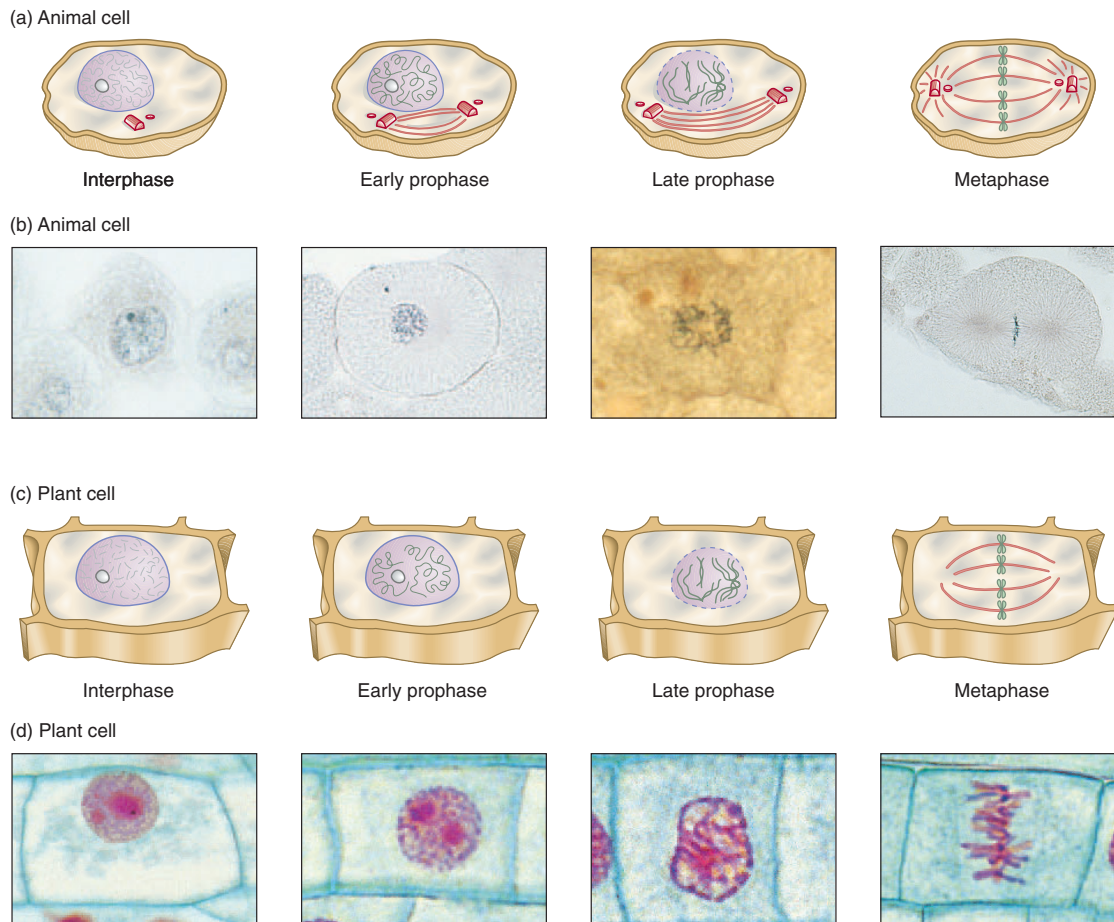 (a) Animal cell
Interphase
Early prophase
Late prophase
Metaphase
(b) Animal cell
(c) Plant cell
Interphase
Early prophase
Late prophase
Metaphase
(d) Plant cell